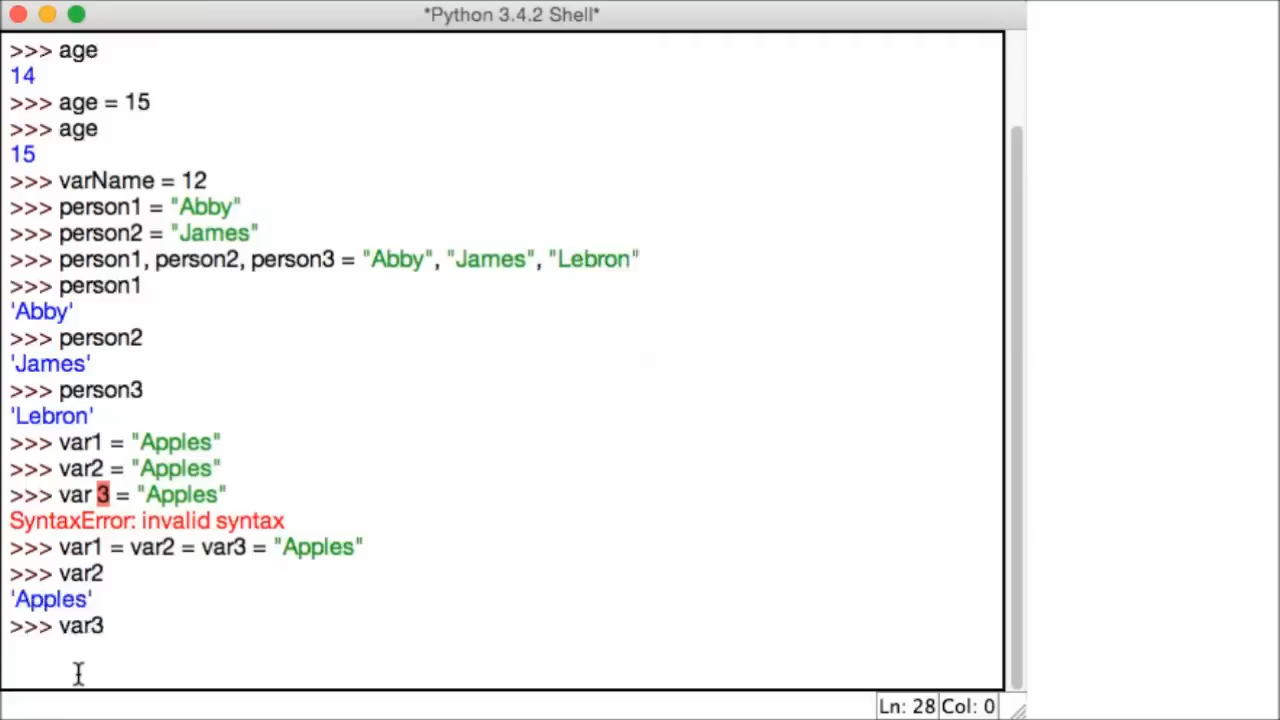 *Python 3.4.2 Shell*
>>> age
14
>>> age = 15
>>> age
15
>>> varName = 12
>>> person1 = "Abby"
>>> person2 = "James"
>>> person1, person2, person3 = "Abby", "James", "Lebron"
>>> person1
'Abby'
>>> person2
'James'
>>> person3
'Lebron'
>>> var1 = "Apples"
>>> var2 = "Apples"
>>> var 3 = "Apples"
SyntaxError: invalid syntax
>>> var1 = var2 = var3 = "Apples"
>>> var2
'Apples'
>>> var3
Ln: 28 Col: 0